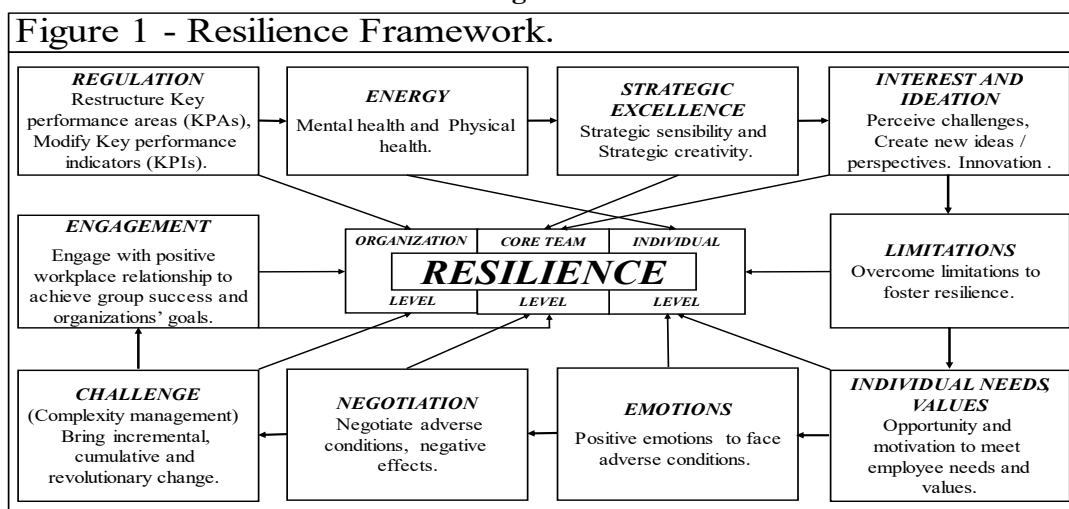 Figure 1 - Resilience Framework.
REGULATION
Restructure Key
performance areas (KPAs),
Modify Key performance
indicators (KPIs).
ENERGY
Mental health and Physical
health.
STRATEGIC
EXCELLENCE
Strategic sensibility and
Strategic creativity.
INTEREST AND
IDEATION
Perceive challenges,
Create new ideas /
perspectives. Innovation .
ENGAGEMENT
Engage with positive
workplace relationship to
achieve group success and
organizations’ goals.
ORGANIZATION
CORE TEAM
INDIVIDUAL
RESILIENCE
LEVEL
LEVEL
LEVEL
LIMITATIONS
Overcome limitations to
foster resilience.
CHALLENGE
(Complexity management)
Bring incremental,
cumulative and
revolutionary change.
NEGOTIATION
Negotiate adverse
conditions, negative
effects.
EMOTIONS
Positive emotions to face
adverse conditions.
INDIVIDUAL NEEDS,
VALUES
Opportunity and
motivation to meet
employee needs and
values.